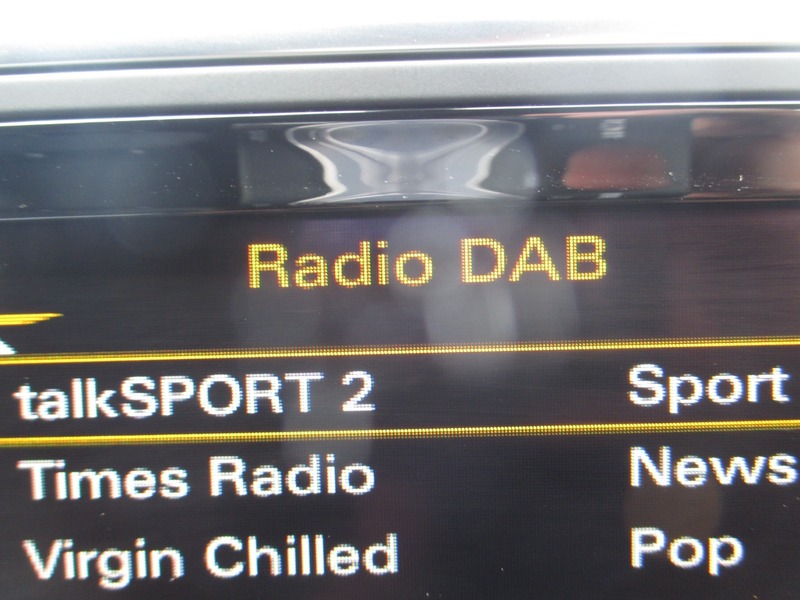 Radio DAB
talkSPORT 2 Sport
Times Radio News
Virgin Chilled Pop